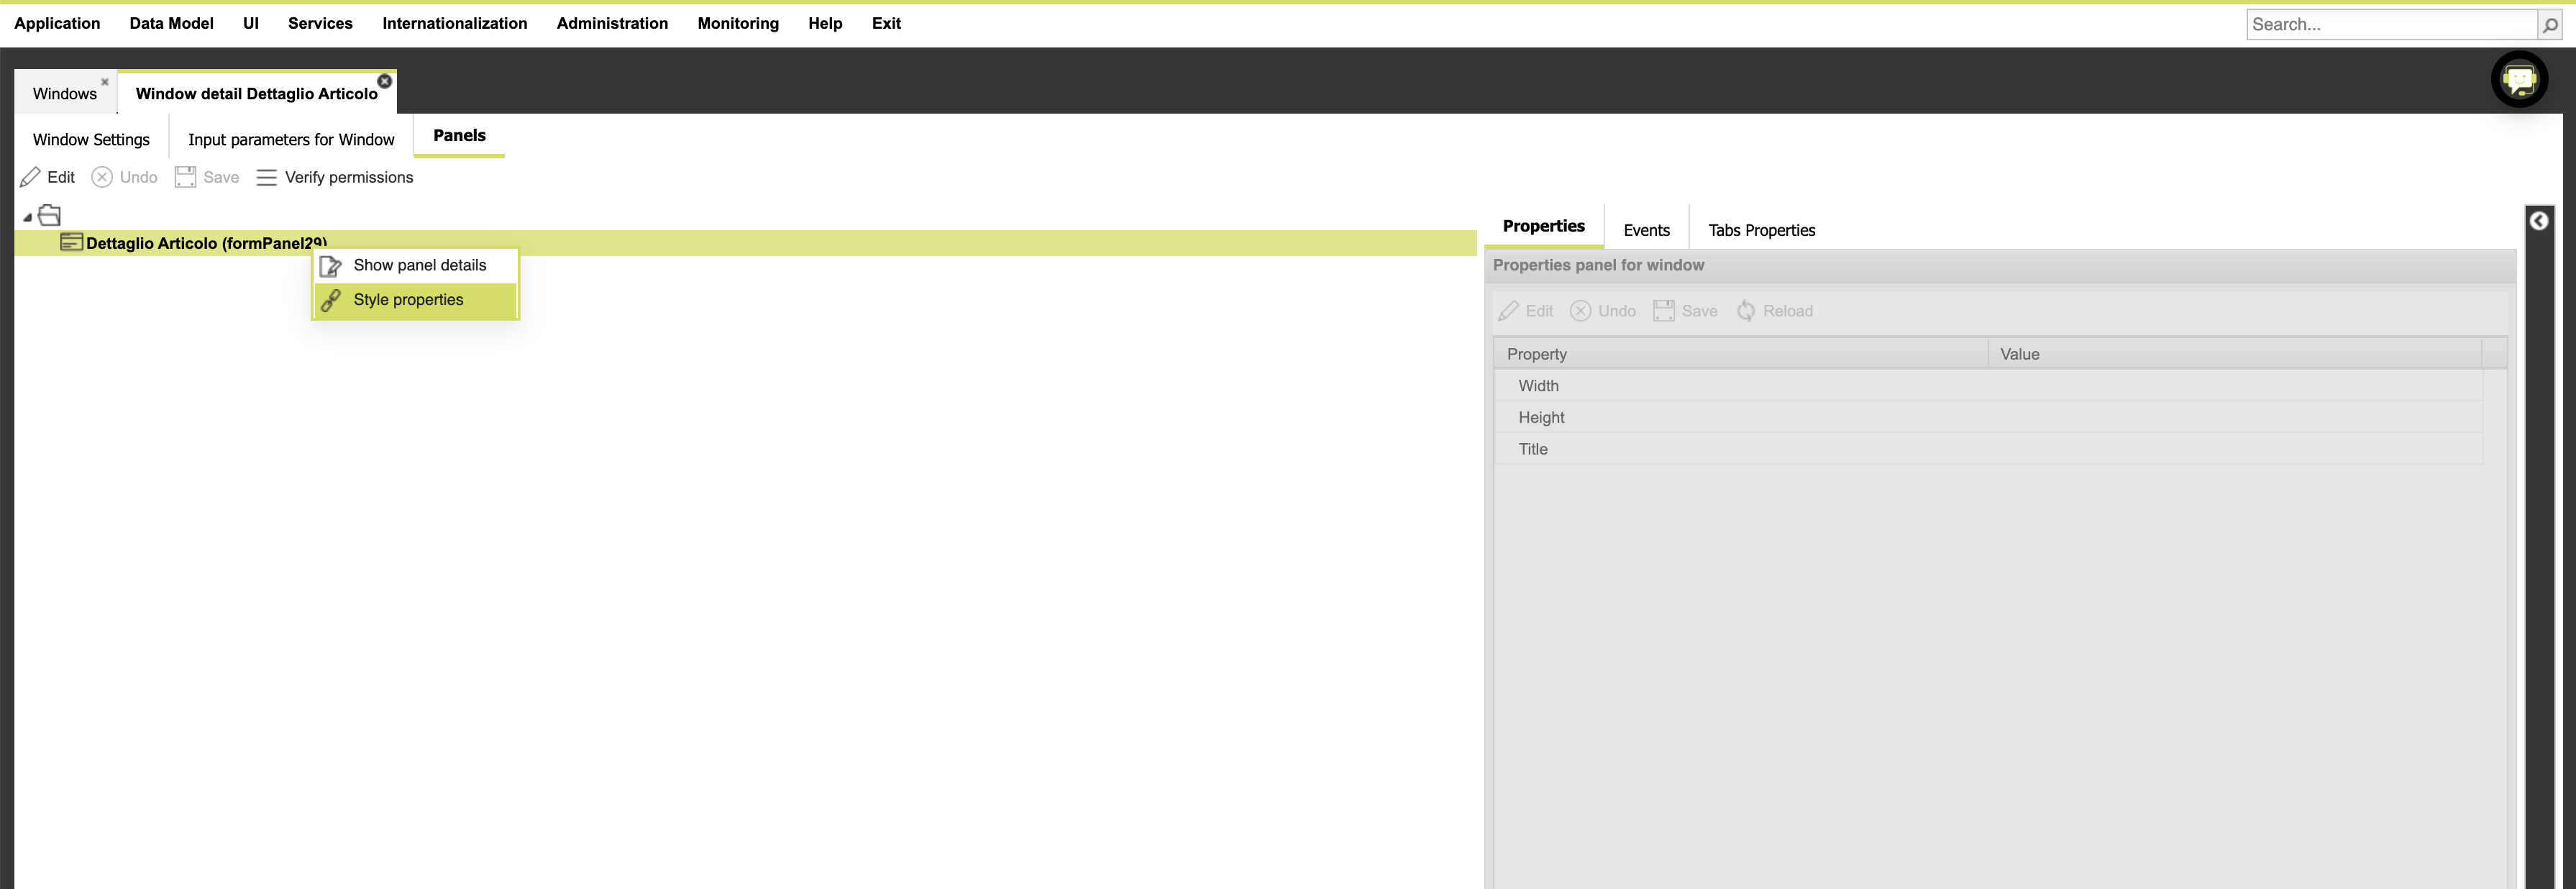 Application Data Model UI Services Internationalization Administration Monitoring Help Exit Search...
Windows Window detail Dettaglio Articolo
Window Settings Input parameters for Window Panels
Edit Undo Save Verify permissions
Dettaglio Articolo (formPanel29)
Show panel details
Style properties
Properties Events Tabs Properties
Properties panel for window
Edit Undo Save Reload
Property Value
Width
Height
Title